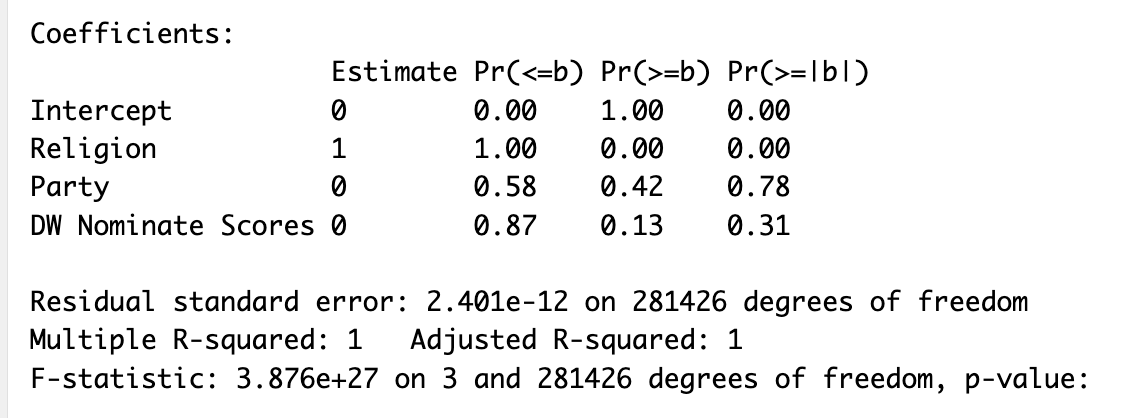 Coefficients:
Estimate Pr(<=b) Pr(>=b) Pr(>=|b|)
Intercept 0 0.00 1.00 0.00
Religion 1 1.00 0.00 0.00
Party 0 0.58 0.42 0.78
DW Nominate Scores 0 0.87 0.13 0.31
Residual standard error: 2.401e-12 on 281426 degrees of freedom
Multiple R-squared: 1 Adjusted R-squared: 1
F-statistic: 3.876e+27 on 3 and 281426 degrees of freedom, p-value: